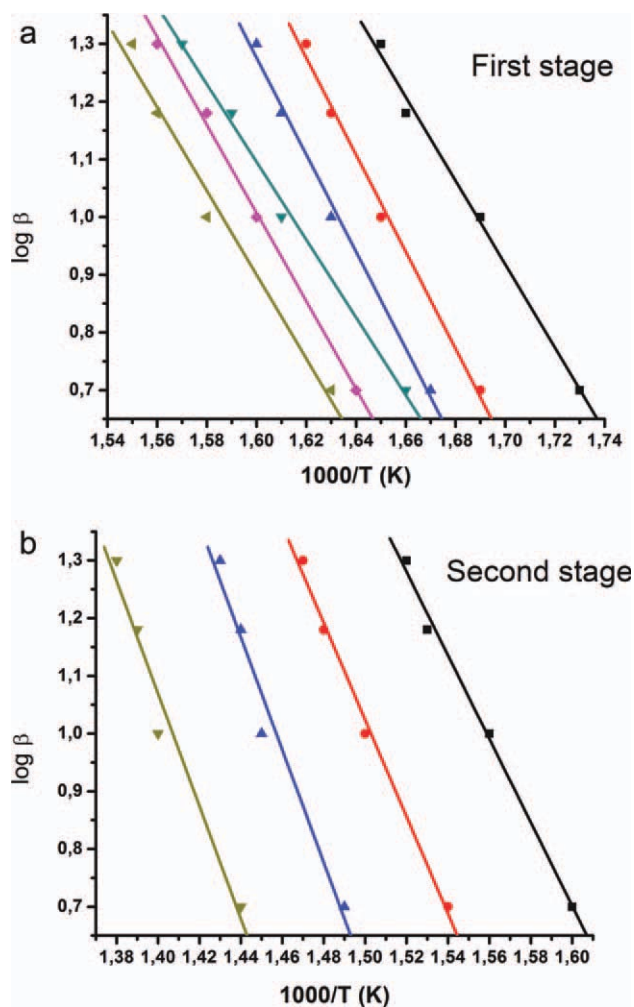 a
First stage
log β
1,3
1,2
1,1
1,0
0,9
0,8
0,7
1,54 1,56 1,58 1,60 1,62 1,64 1,66 1,68 1,70 1,72 1,74
1000/T (K)
b
Second stage
log β
1,3
1,2
1,1
1,0
0,9
0,8
0,7
1,38 1,40 1,42 1,44 1,46 1,48 1,50 1,52 1,54 1,56 1,58 1,60
1000/T (K)